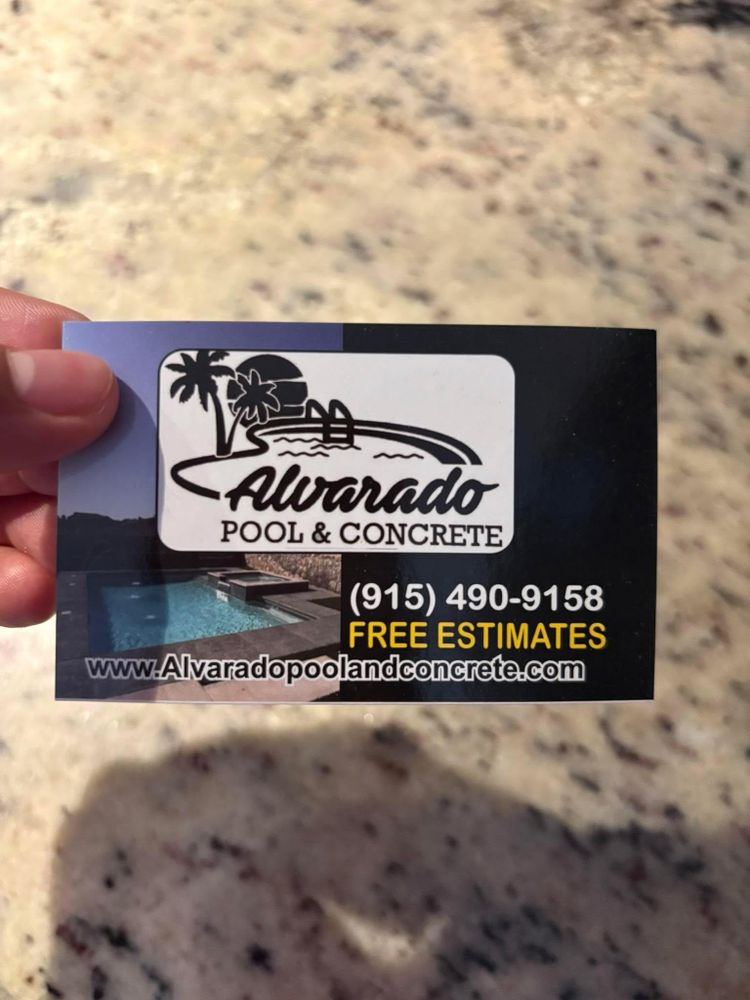 Alvarado
POOL & CONCRETE
(915) 490-9158
FREE ESTIMATES
www.Alvaradopoolandconcrete.com